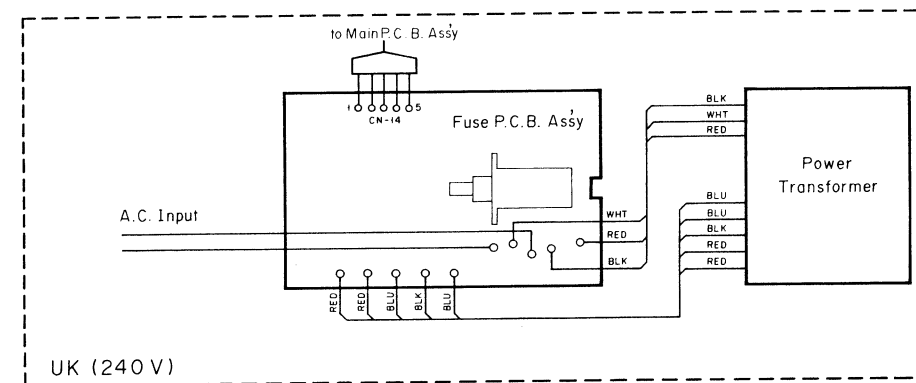 to Main P.C.B. Ass'y
1 5
CN-14
Fuse P.C.B. Ass'y
BLK
WHT
RED
Power
Transformer
A.C. Input
WHT
RED
BLK
BLU
BLU
BLK
RED
RED
RED
RED
BLU
BLK
BLU
UK (240V)